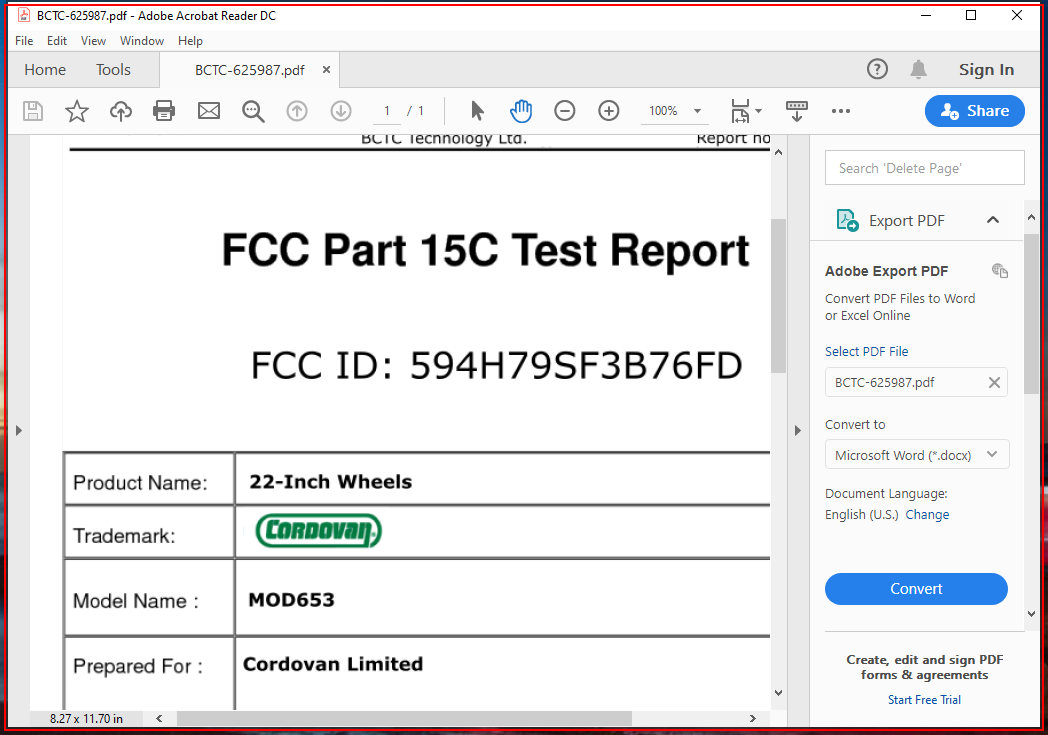 BCTC-625987.pdf - Adobe Acrobat Reader DC
File Edit View Window Help
Home Tools BCTC-625987.pdf × Sign In
1 / 1 100% Share
BCTC Technology Ltd. Report no
FCC Part 15C Test Report
FCC ID: 594H79SF3B76FD
Product Name: 22-Inch Wheels
Trademark: CORDOVAN
Model Name : MOD653
Prepared For : Cordovan Limited
8.27 x 11.70 in
Search 'Delete Page'
Export PDF
Adobe Export PDF
Convert PDF Files to Word
or Excel Online
Select PDF File
BCTC-625987.pdf
Convert to
Microsoft Word (*.docx)
Document Language:
English (U.S.) Change
Convert
Create, edit and sign PDF
forms & agreements
Start Free Trial